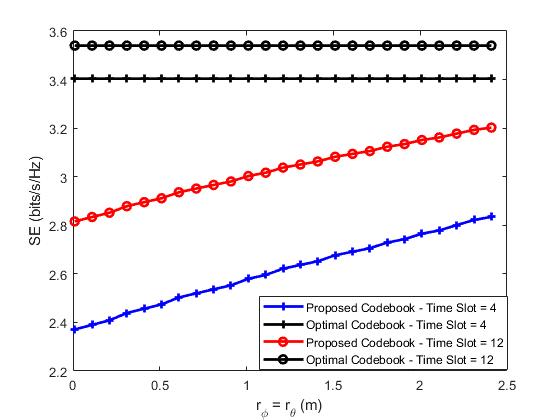 3.6
3.4
3.2
3
2.8
2.6
2.4
2.2
SE (bits/s/Hz)
Proposed Codebook - Time Slot = 4
Optimal Codebook - Time Slot = 4
Proposed Codebook - Time Slot = 12
Optimal Codebook - Time Slot = 12
0 0.5 1 1.5 2 2.5
r_ϕ = r_θ (m)